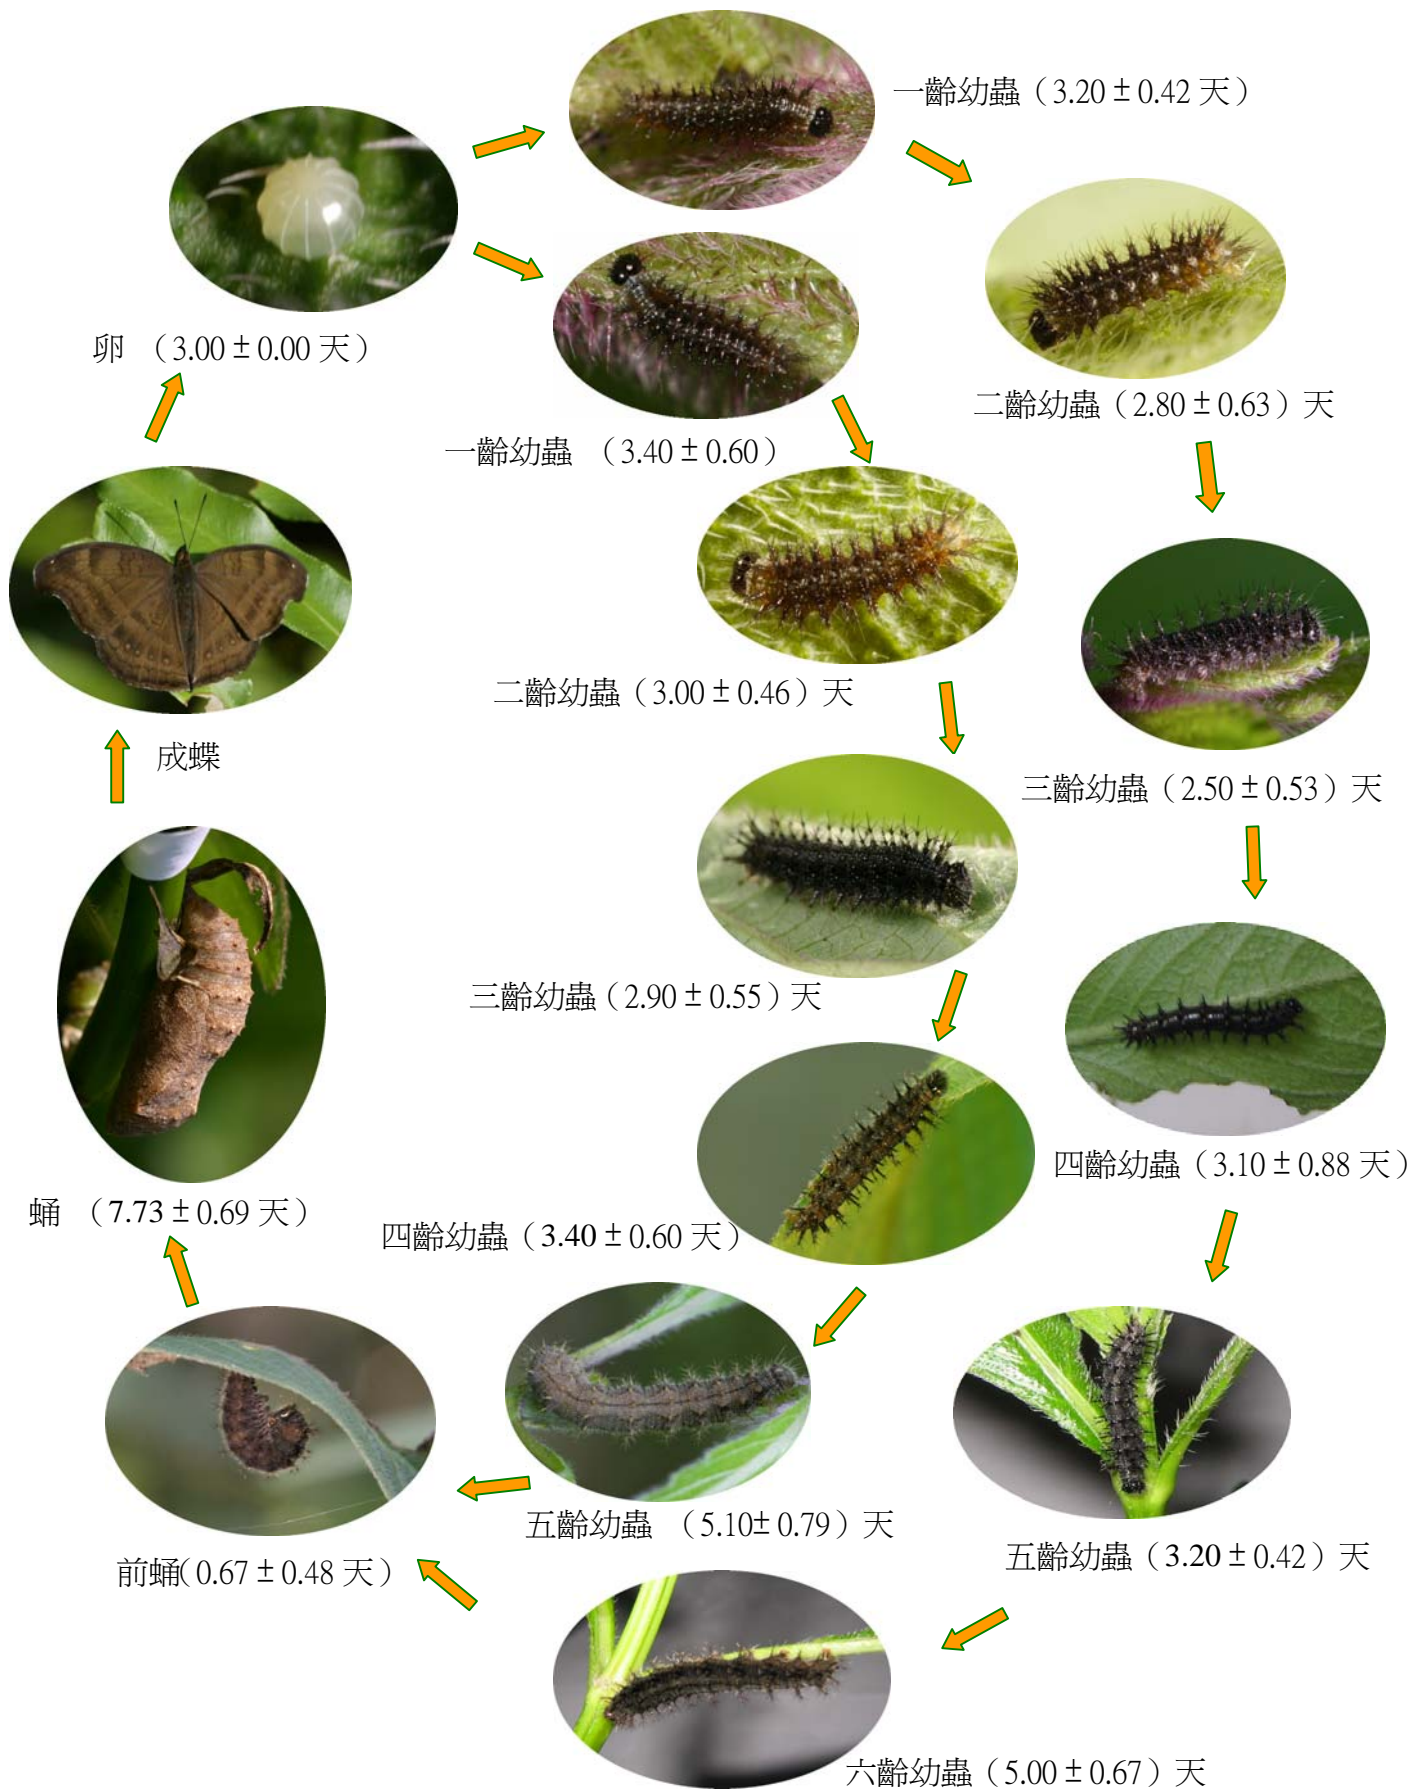 一齡幼蟲（3.20 ± 0.42 天）
卵 （3.00 ± 0.00 天）
二齡幼蟲（2.80 ± 0.63）天
一齡幼蟲 （3.40 ± 0.60）
二齡幼蟲（3.00 ± 0.46）天
成蝶
三齡幼蟲（2.50 ± 0.53）天
三齡幼蟲（2.90 ± 0.55）天
四齡幼蟲（3.10 ± 0.88 天）
蛹 （7.73 ± 0.69 天）
四齡幼蟲（3.40 ± 0.60 天）
五齡幼蟲 （5.10± 0.79）天
五齡幼蟲（3.20 ± 0.42）天
前蛹(0.67 ± 0.48 天）
六齡幼蟲（5.00 ± 0.67）天